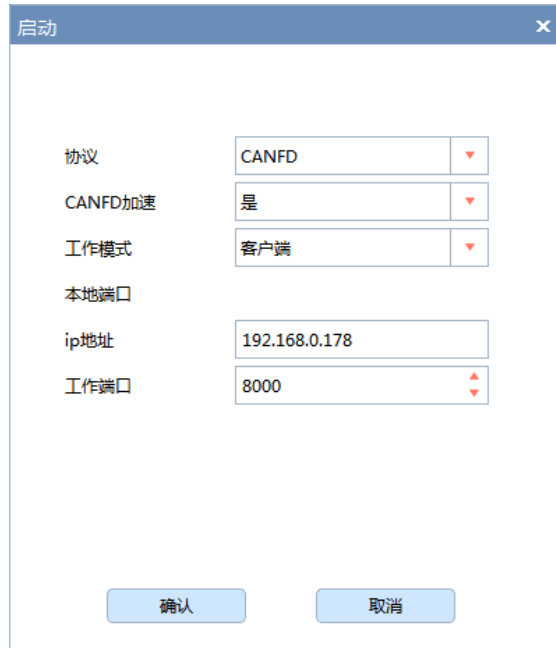 启动
协议 CANFD
CANFD加速 是
工作模式 客户端
本地端口
ip地址 192.168.0.178
工作端口 8000
确认 取消